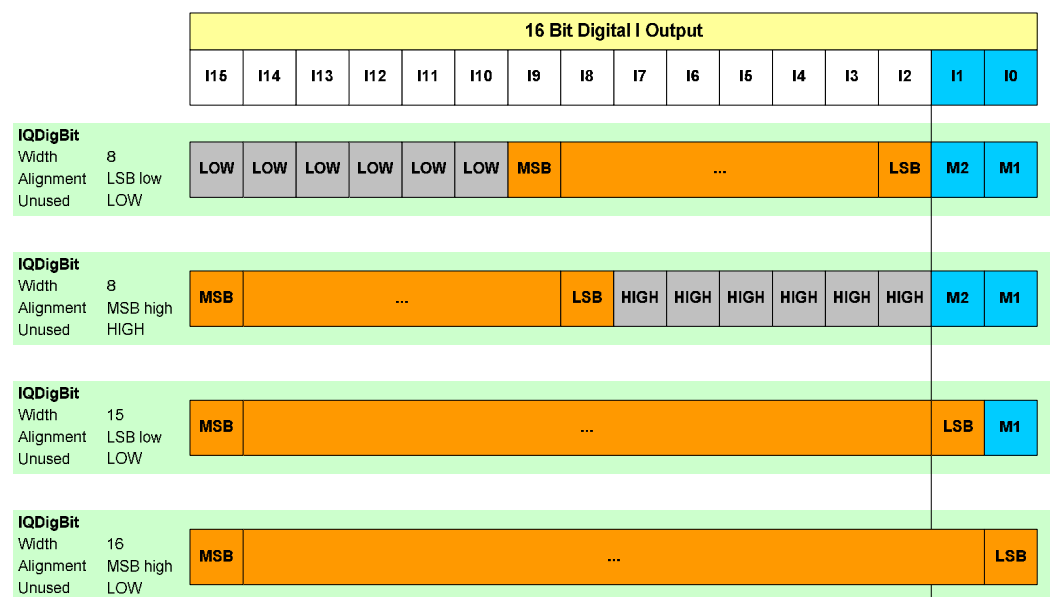 16 Bit Digital I Output
I15 I14 I13 I12 I11 I10 I9 I8 I7 I6 I5 I4 I3 I2 I1 I0
IQDigBit
Width 8
Alignment LSB low
Unused LOW
LOW LOW LOW LOW LOW LOW MSB ... LSB M2 M1
IQDigBit
Width 8
Alignment MSB high
Unused HIGH
MSB ... LSB HIGH HIGH HIGH HIGH HIGH HIGH M2 M1
IQDigBit
Width 15
Alignment LSB low
Unused LOW
MSB ... LSB M1
IQDigBit
Width 16
Alignment MSB high
Unused LOW
MSB ... LSB